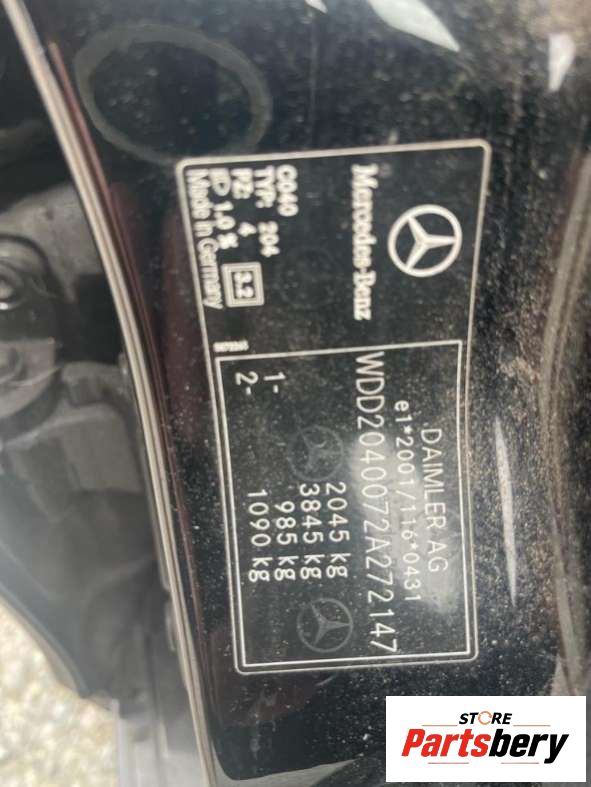 Mercedes-Benz
C040
TYP: 204
PZ: 4
1,0 % 3.2
Made in Germany
DAIMLER AG
e1*2001/116*0431
WDD2040072A272147
2045 kg
3845 kg
1- 985 kg
2- 1090 kg
STORE
Partsbery